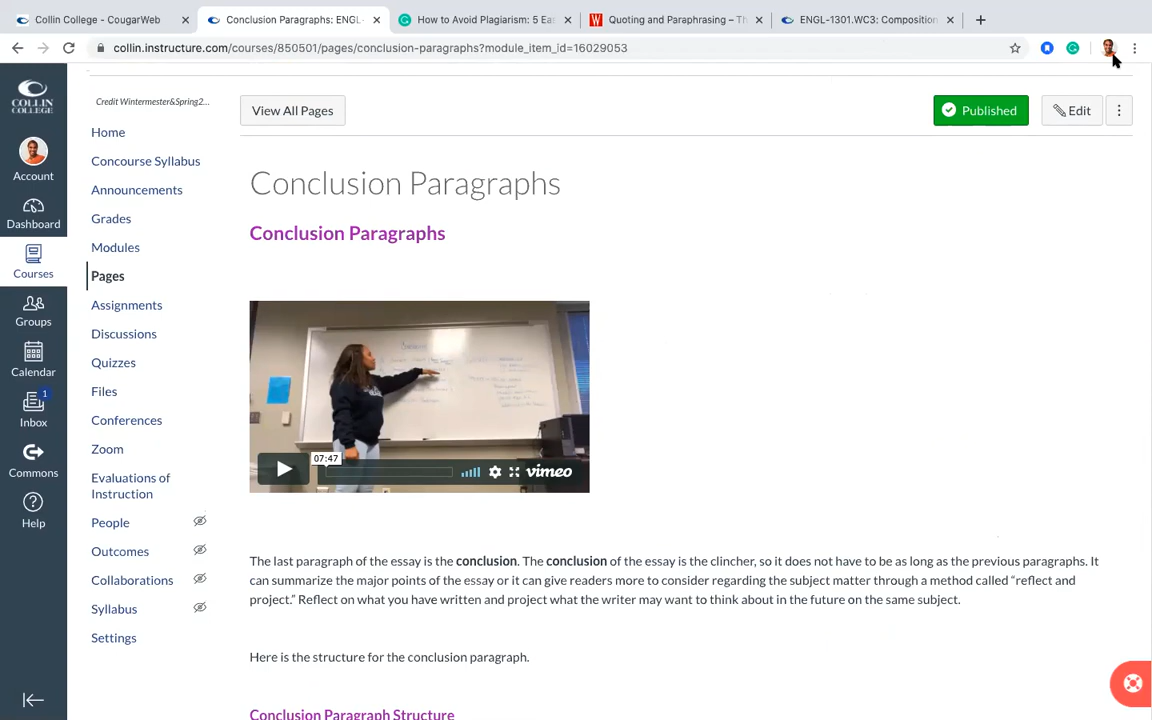 Collin College - CougarWeb
Conclusion Paragraphs: ENGL-
How to Avoid Plagiarism: 5 Ea
Quoting and Paraphrasing – Th
ENGL-1301.WC3: Composition
collin.instructure.com/courses/850501/pages/conclusion-paragraphs?module_item_id=16029053
COLLIN
COLLEGE
Account
Dashboard
Courses
Groups
Calendar
1
Inbox
Commons
Help
Credit Wintermester&Spring2...
Home
Concourse Syllabus
Announcements
Grades
Modules
Pages
Assignments
Discussions
Quizzes
Files
Conferences
Zoom
Evaluations of
Instruction
People
Outcomes
Collaborations
Syllabus
Settings
View All Pages
Published
Edit
Conclusion Paragraphs
Conclusion Paragraphs
07:47
vimeo
The last paragraph of the essay is the conclusion. The conclusion of the essay is the clincher, so it does not have to be as long as the previous paragraphs. It
can summarize the major points of the essay or it can give readers more to consider regarding the subject matter through a method called “reflect and
project.” Reflect on what you have written and project what the writer may want to think about in the future on the same subject.
Here is the structure for the conclusion paragraph.
Conclusion Paragraph Structure